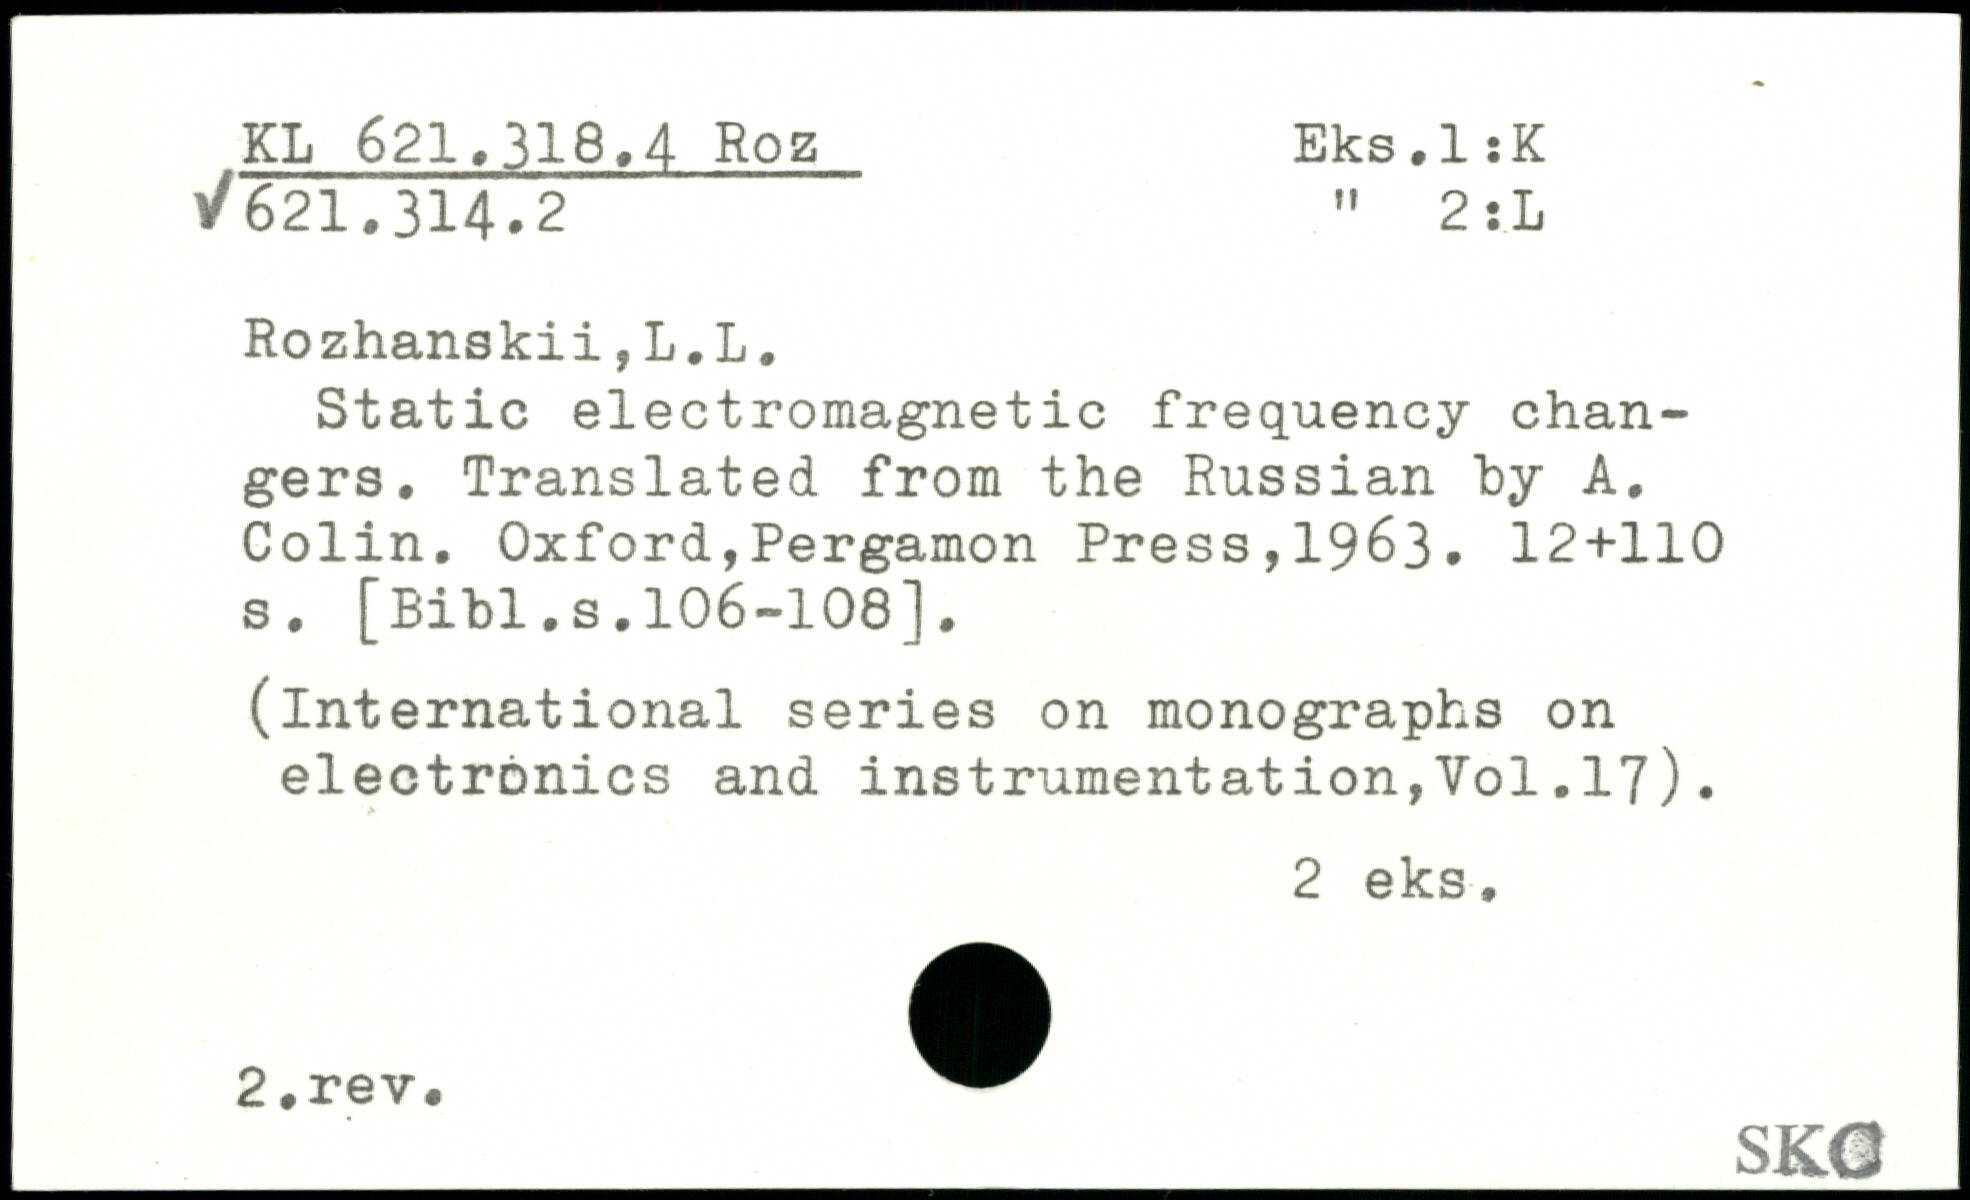 KL 621.318.4 Roz
Eks.1:K
√621.314.2
" 2:L
Rozhanskii,L.L.
Static electromagnetic frequency chan-
gers. Translated from the Russian by A.
Colin. Oxford,Pergamon Press,1963. 12+110
s. [Bibl.s.106-108].
(International series on monographs on
electronics and instrumentation,Vol.17).
2 eks.
2.rev.
SKC